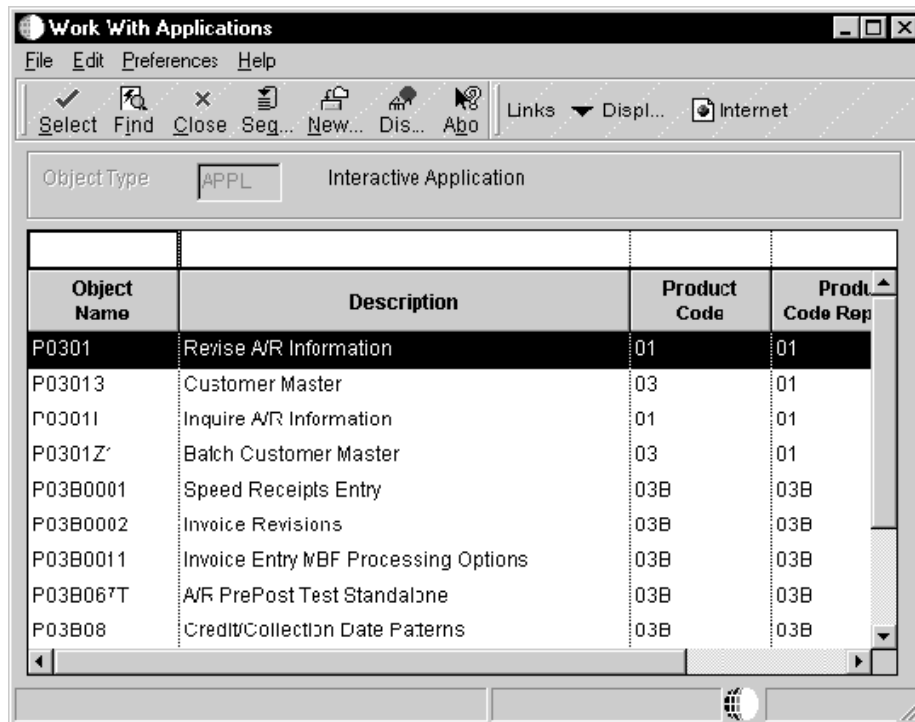 Work With Applications
File Edit Preferences Help
Select Find Close Seq... New... Dis... Abo Links Displ... Internet
Object Type APPL Interactive Application
Object Name Description Product Code Produ Code Rep
P0301 Revise A/R Information 01 01
P03013 Customer Master 03 01
P0301I Inquire A/R Information 01 01
P0301Z1 Batch Customer Master 03 01
P03B0001 Speed Receipts Entry 03B 03B
P03B0002 Invoice Revisions 03B 03B
P03B0011 Invoice Entry MBF Processing Options 03B 03B
P03B067T A/R PrePost Test Standalone 03B 03B
P03B08 Credit/Collection Date Patterns 03B 03B